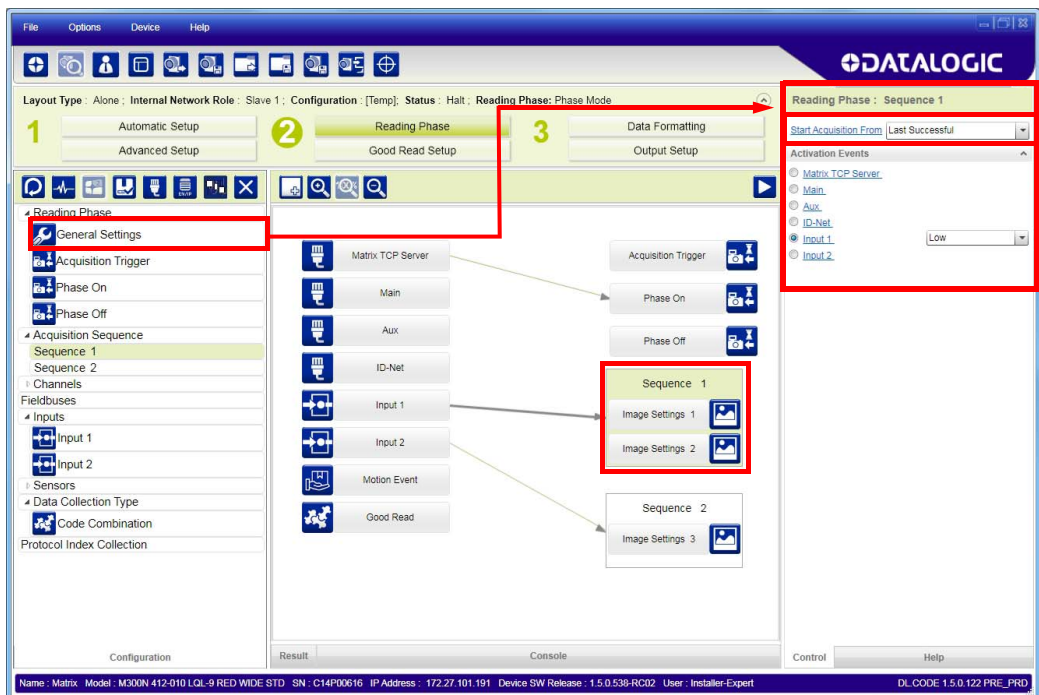 File Options Device Help
DATALOGIC
Layout Type : Alone ; Internal Network Role : Slave 1 ; Configuration : [Temp]; Status : Halt ; Reading Phase: Phase Mode
1 Automatic Setup
Advanced Setup
2 Reading Phase
Good Read Setup
3 Data Formatting
Output Setup
Reading Phase
General Settings
Acquisition Trigger
Phase On
Phase Off
Acquisition Sequence
Sequence 1
Sequence 2
Channels
Fieldbuses
Inputs
Input 1
Input 2
Sensors
Data Collection Type
Code Combination
Protocol Index Collection
Configuration
Matrix TCP Server
Main
Aux
ID-Net
Input 1
Input 2
Motion Event
Good Read
Acquisition Trigger
Phase On
Phase Off
Sequence 1
Image Settings 1
Image Settings 2
Sequence 2
Image Settings 3
Result Console
Reading Phase : Sequence 1
Start Acquisition From Last Successful
Activation Events
Matrix TCP Server
Main
Aux
ID-Net
Input 1 Low
Input 2
Control Help
Name : Matrix Model : M300N 412-010 LQL-9 RED WIDE STD SN : C14P00616 IP Address : 172.27.101.191 Device SW Release : 1.5.0.538-RC02 User : Installer-Expert DL.CODE 1.5.0.122 PRE_PRD